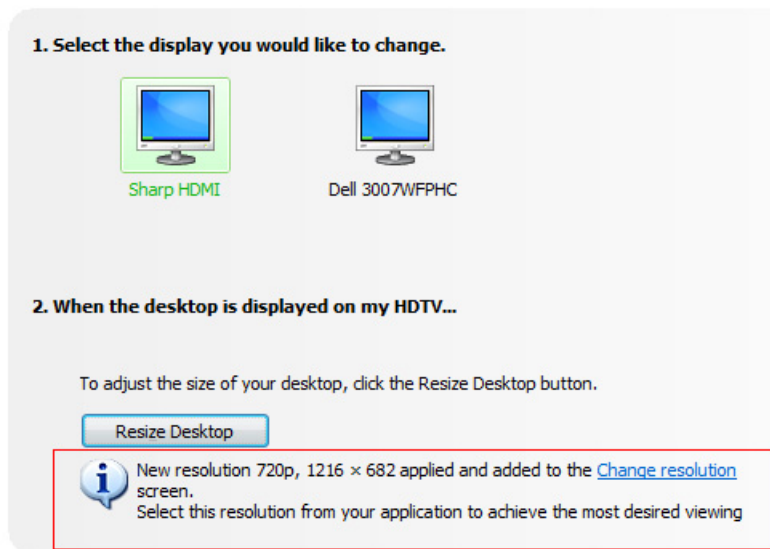 1. Select the display you would like to change.
Sharp HDMI
Dell 3007WFPHC
2. When the desktop is displayed on my HDTV...
To adjust the size of your desktop, click the Resize Desktop button.
Resize Desktop
New resolution 720p, 1216 × 682 applied and added to the Change resolution
screen.
Select this resolution from your application to achieve the most desired viewing